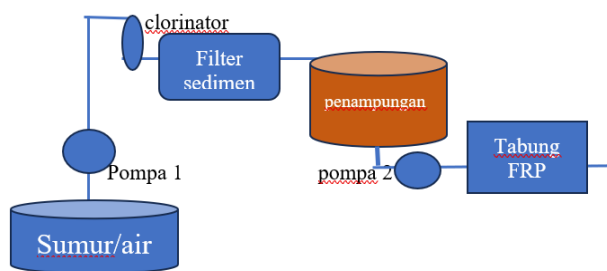 clorinator
Filter
sedimen
penampungan
Pompa 1
pompa 2
Tabung
FRP
Sumur/air